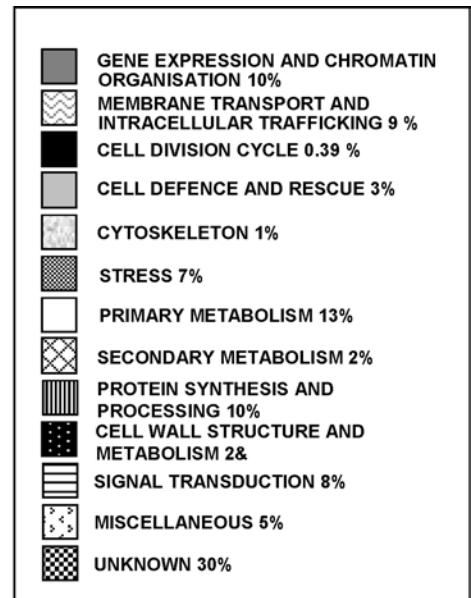 GENE EXPRESSION AND CHROMATIN
ORGANISATION 10%
MEMBRANE TRANSPORT AND
INTRACELLULAR TRAFFICKING 9 %
CELL DIVISION CYCLE 0.39 %
CELL DEFENCE AND RESCUE 3%
CYTOSKELETON 1%
STRESS 7%
PRIMARY METABOLISM 13%
SECONDARY METABOLISM 2%
PROTEIN SYNTHESIS AND
PROCESSING 10%
CELL WALL STRUCTURE AND
METABOLISM 2&
SIGNAL TRANSDUCTION 8%
MISCELLANEOUS 5%
UNKNOWN 30%